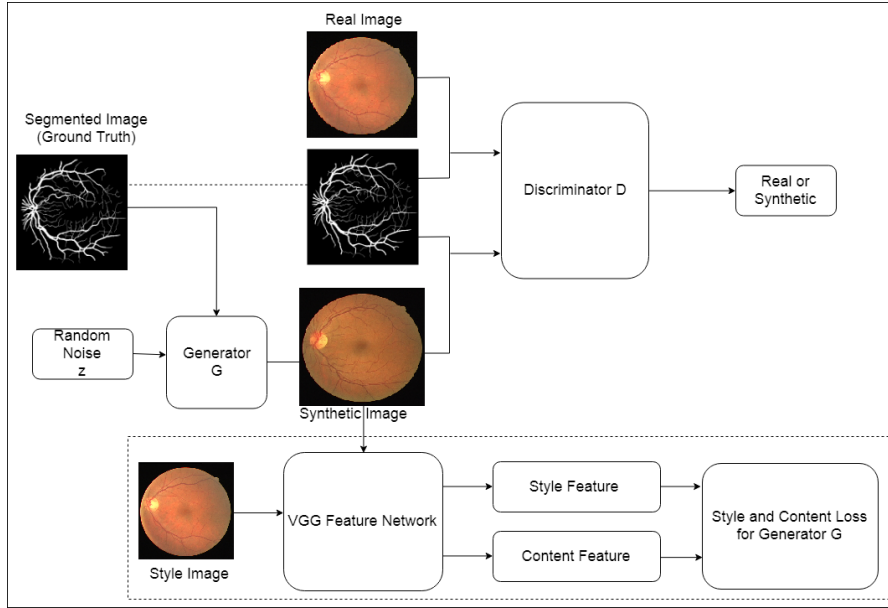 Real Image
Segmented Image
(Ground Truth)
Discriminator D
Real or
Synthetic
Random
Noise
z
Generator
G
Synthetic Image
VGG Feature Network
Style Feature
Content Feature
Style and Content Loss
for Generator G
Style Image